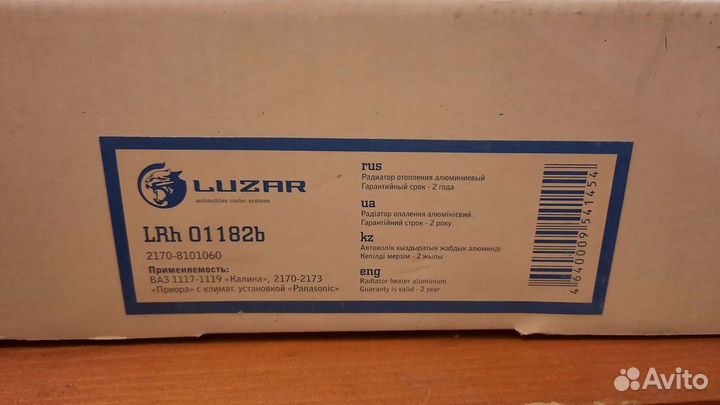 LUZAR
automobiles cooler systems
LRh 01182b
2170-8101060
Применяемость:
ВАЗ 1117-1119 «Калина», 2170-2173
«Приора» с климат. установкой «Panasonic»
rus
Радиатор отопления алюминиевый
Гарантийный срок - 2 года
ua
Радіатор опалення алюмінієвий
Гарантійний строк - 2 року
kz
Автокөлік қыздыратын жабдық алюминді
Кепілді мерзім - 2 жылы
eng
Radiator heater aluminium
Guaranty is valid - 2 year
4640009541454
Avito